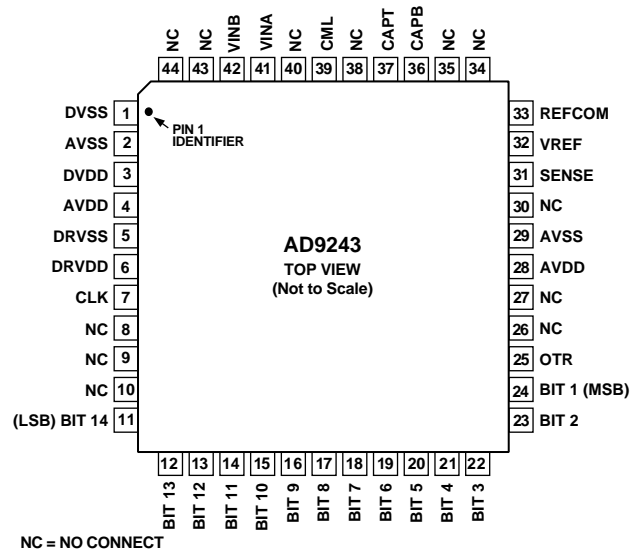 NC NC VINB VINA NC CML NC CAPT CAPB NC NC
44 43 42 41 40 39 38 37 36 35 34
DVSS 1
AVSS 2
DVDD 3
AVDD 4
DRVSS 5
DRVDD 6
CLK 7
NC 8
NC 9
NC 10
(LSB) BIT 14 11
PIN 1
IDENTIFIER
AD9243
TOP VIEW
(Not to Scale)
33 REFCOM
32 VREF
31 SENSE
30 NC
29 AVSS
28 AVDD
27 NC
26 NC
25 OTR
24 BIT 1 (MSB)
23 BIT 2
12 13 14 15 16 17 18 19 20 21 22
BIT 13 BIT 12 BIT 11 BIT 10 BIT 9 BIT 8 BIT 7 BIT 6 BIT 5 BIT 4 BIT 3
NC = NO CONNECT